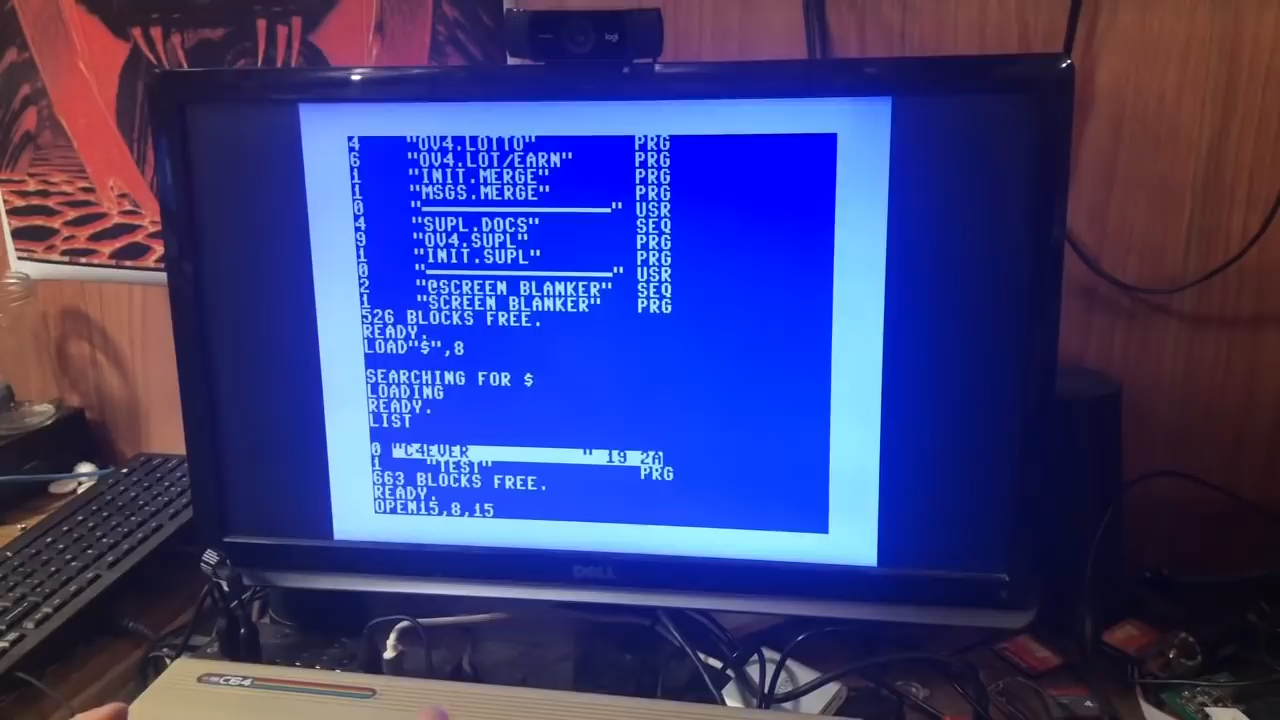 logi
4 "OV4.LOTTO" PRG
6 "OV4.LOT/EARN" PRG
1 "INIT.MERGE" PRG
1 "MSGS.MERGE" PRG
0 "────────────────" USR
4 "SUPL.DOCS" SEQ
9 "OV4.SUPL" PRG
1 "INIT.SUPL" PRG
0 "────────────────" USR
2 "@SCREEN BLANKER" SEQ
1 "SCREEN BLANKER" PRG
526 BLOCKS FREE.
READY.
LOAD"$",8
SEARCHING FOR $
LOADING
READY.
LIST
0 "C4EVER " 19 2A
1 "TEST" PRG
663 BLOCKS FREE.
READY.
OPEN15,8,15
DELL
C64